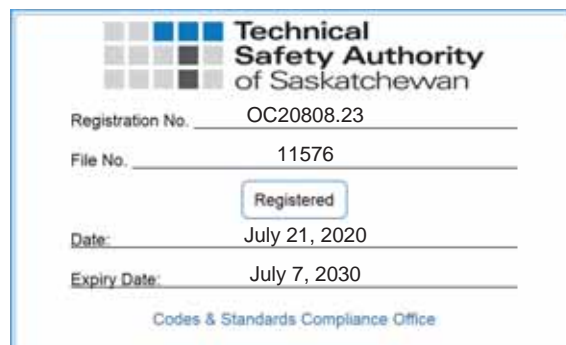 Technical
Safety Authority
of Saskatchewan
Registration No. OC20808.23
File No. 11576
Registered
Date: July 21, 2020
Expiry Date: July 7, 2030
Codes & Standards Compliance Office